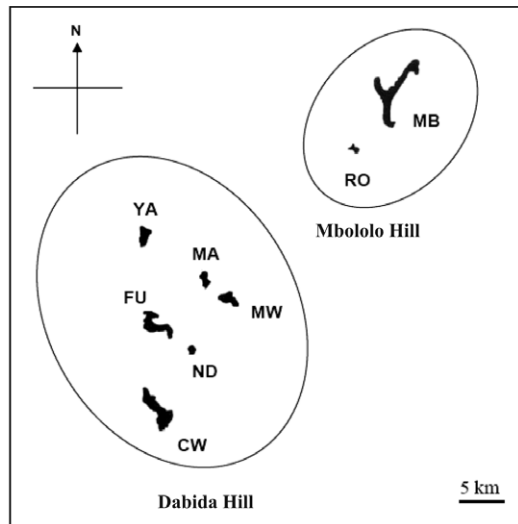 N
MB
RO
Mbololo Hill
YA
MA
FU
MW
ND
CW
Dabida Hill
5 km